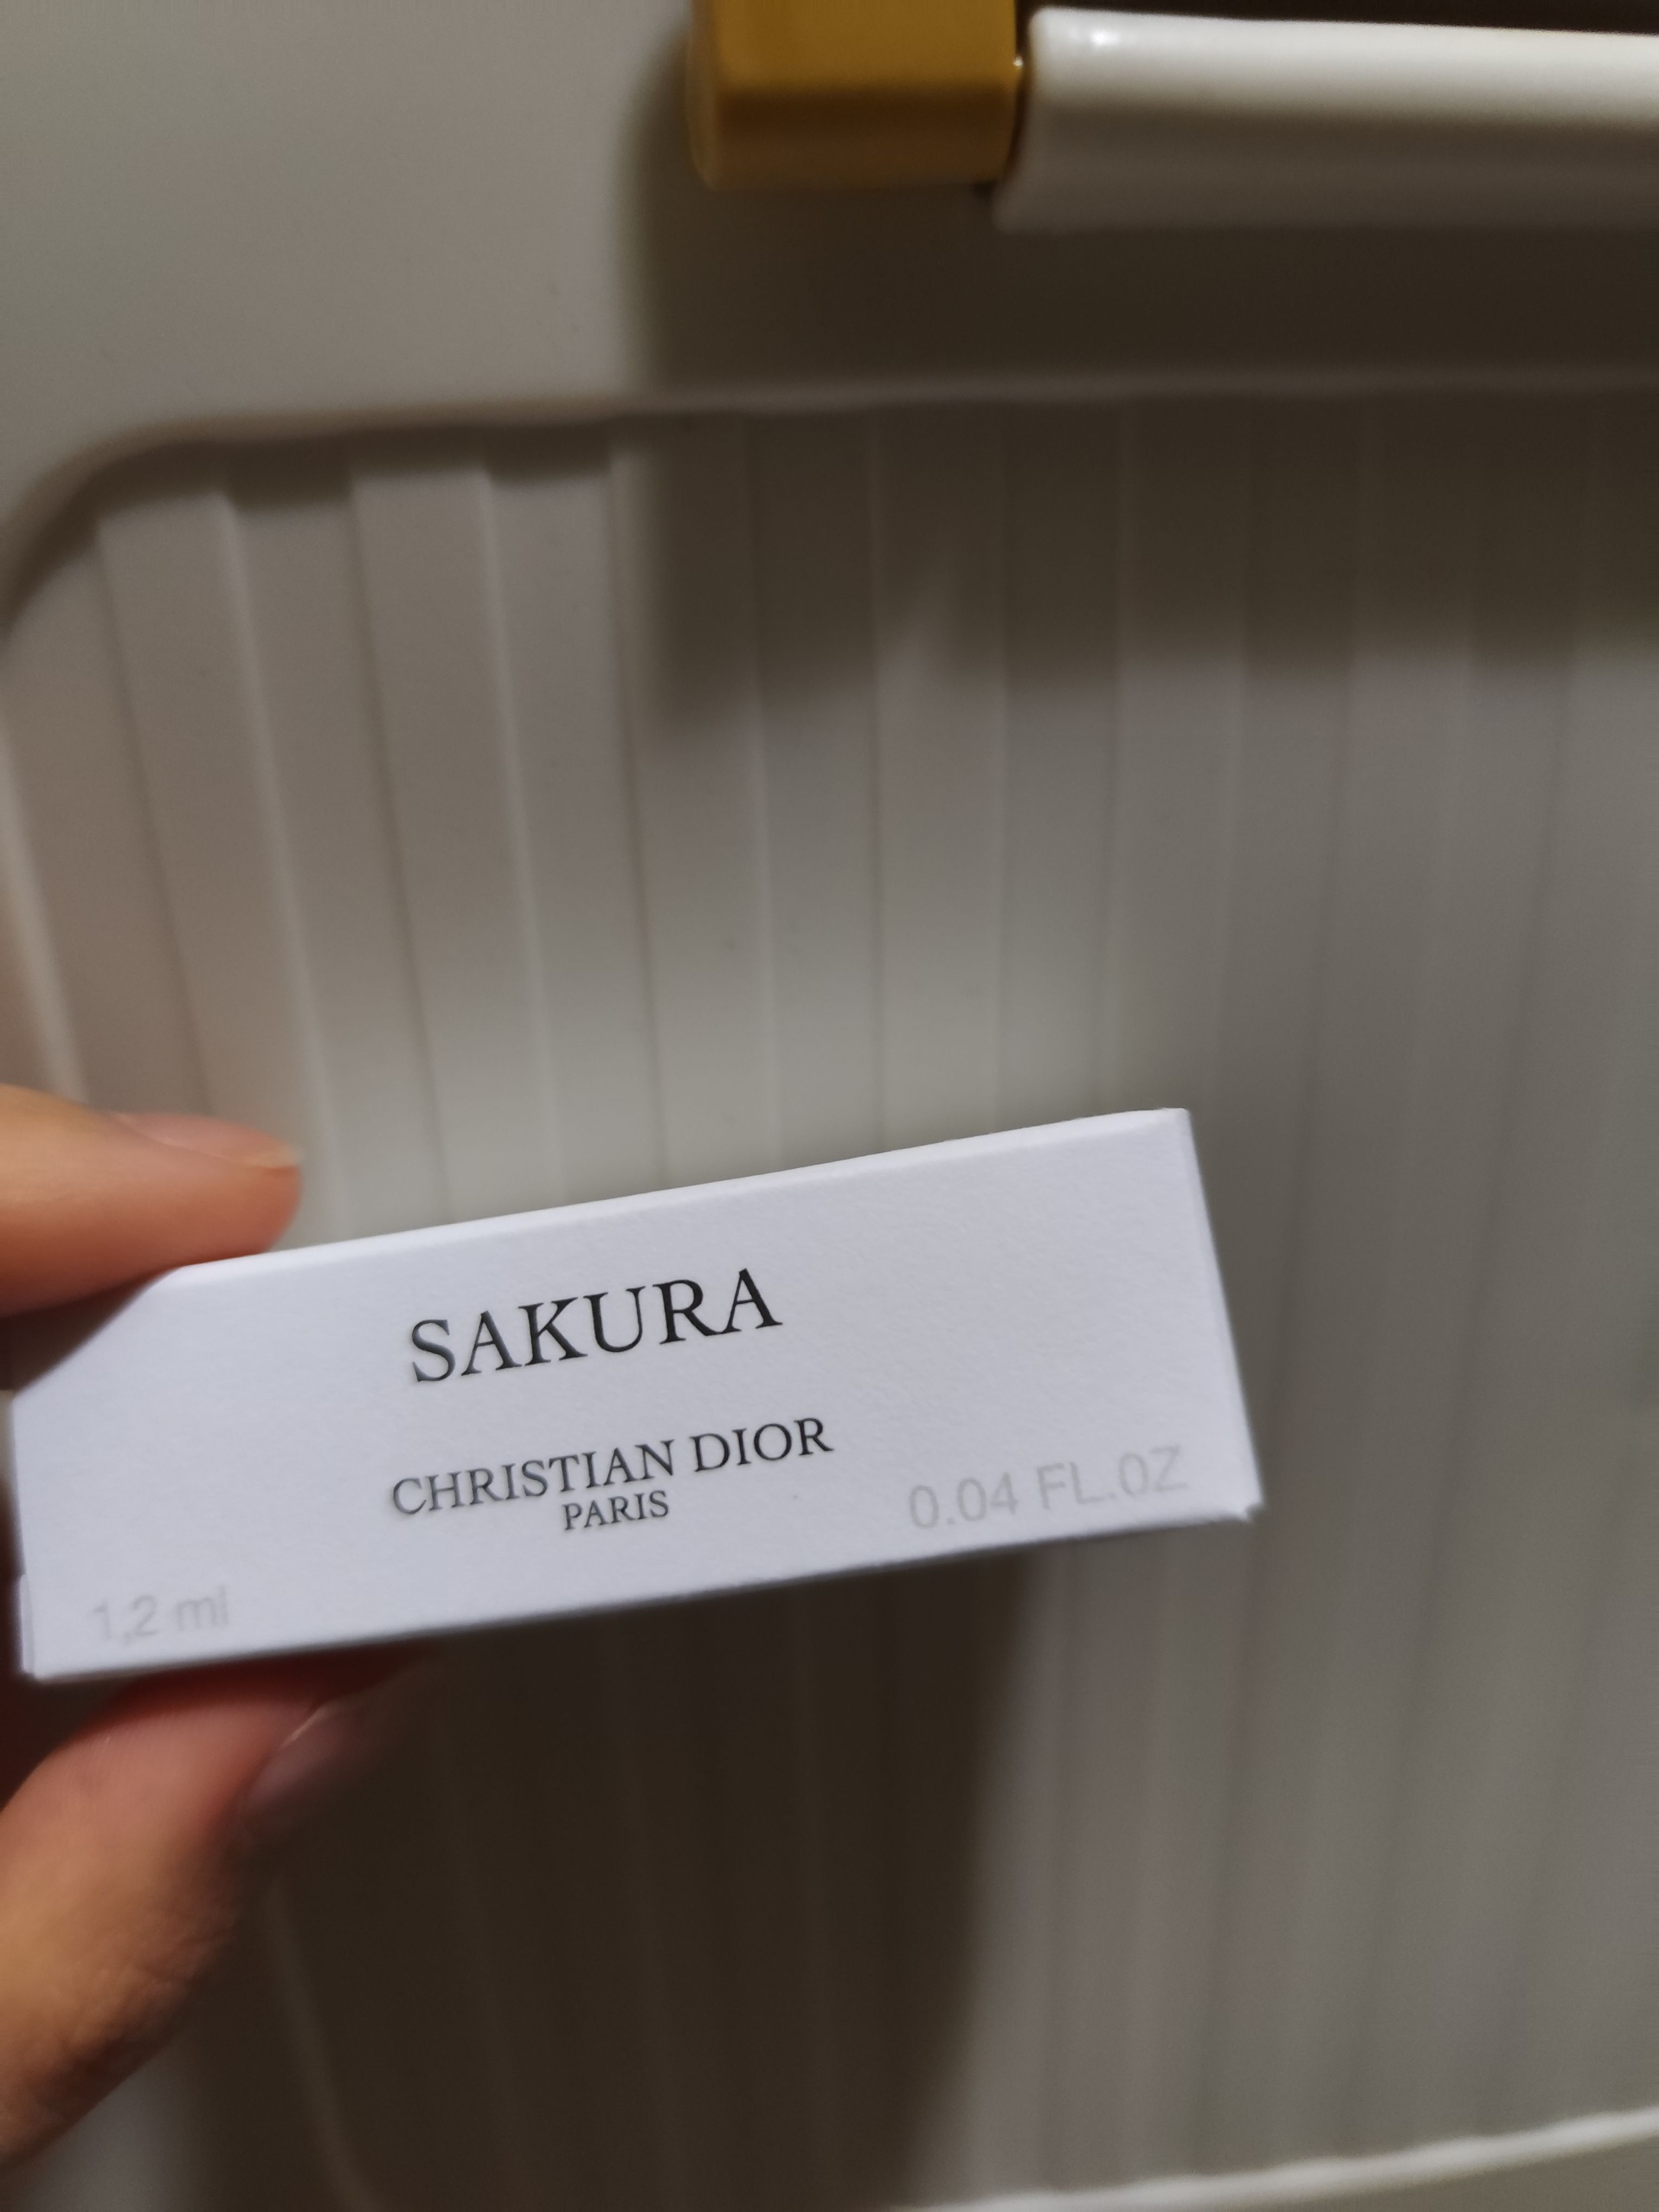 SAKURA
CHRISTIAN DIOR
PARIS
1,2 ml
0.04 FL.OZ